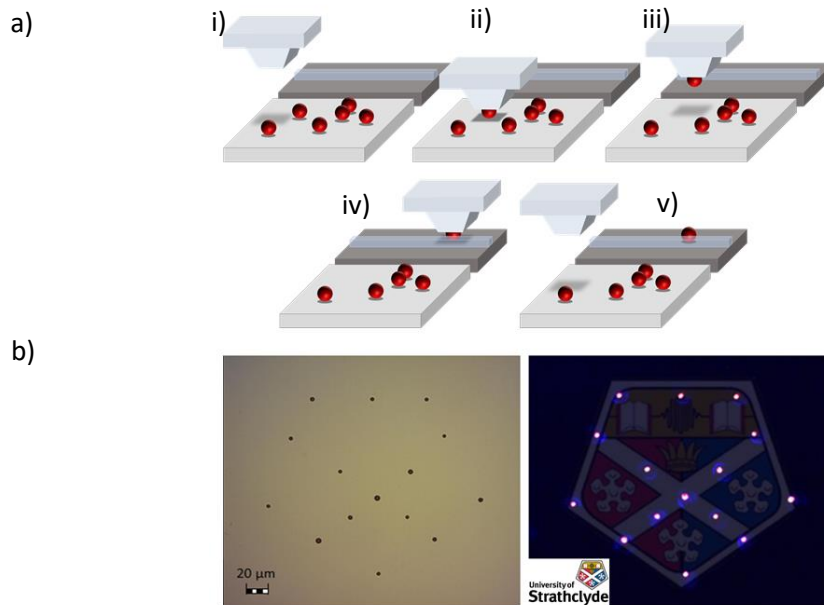 a)
i)
ii)
iii)
iv)
v)
b)
20 μm
University of
Strathclyde